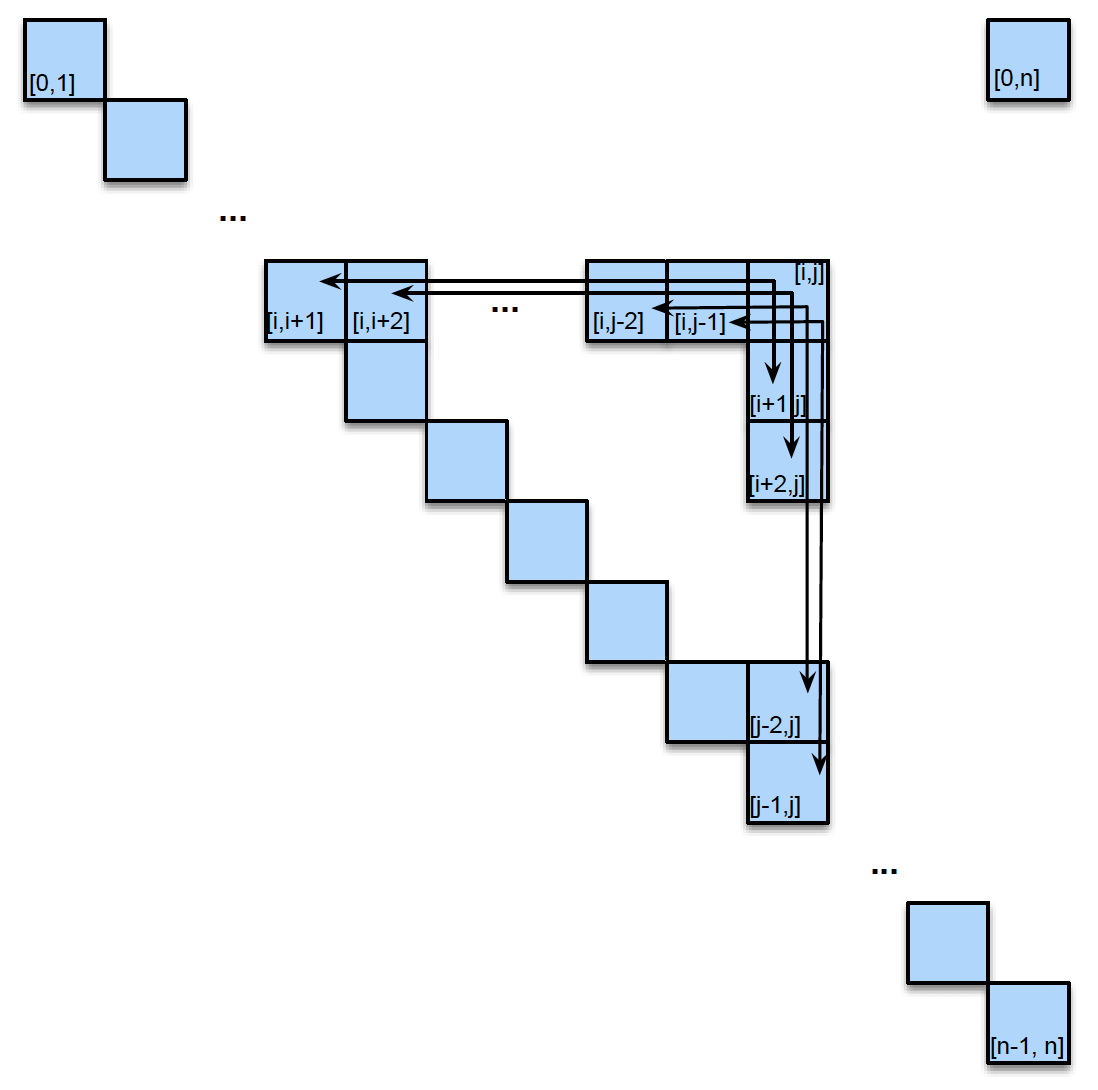 [0,1]
[0,n]
...
[i,j]
[i,i+1]
[i,i+2]
...
[i,j-2]
[i,j-1]
[i+1,j]
[i+2,j]
[j-2,j]
[j-1,j]
...
[n-1, n]